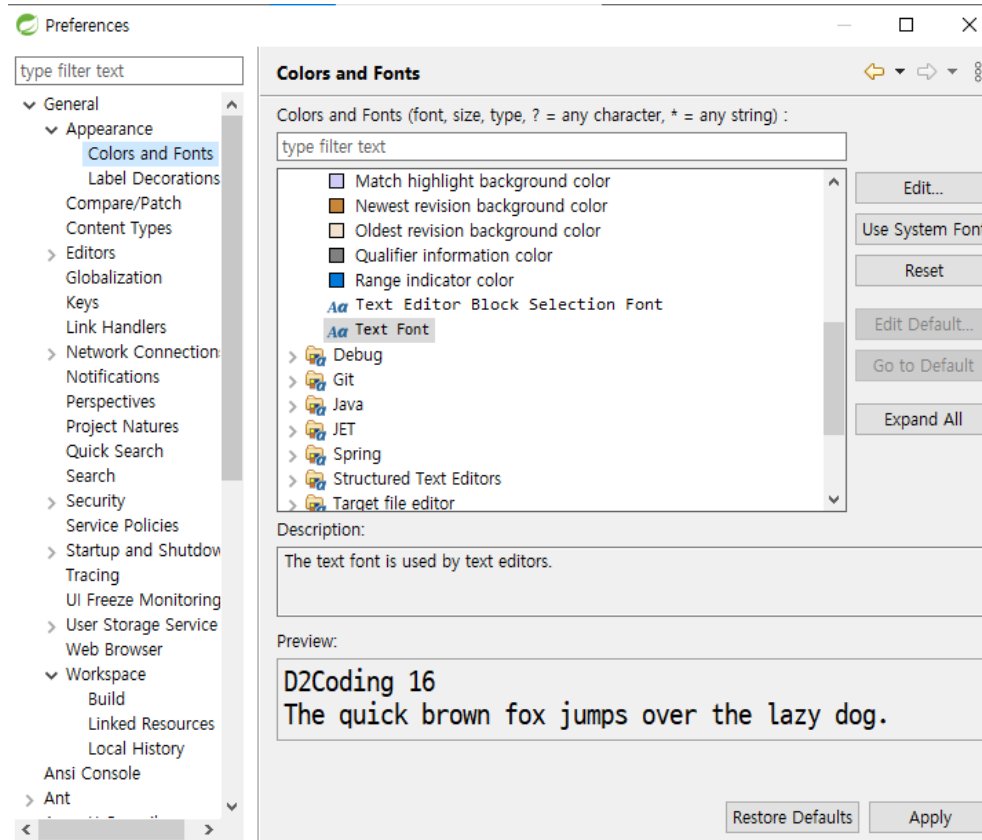 Preferences
type filter text
General
Appearance
Colors and Fonts
Label Decorations
Compare/Patch
Content Types
Editors
Globalization
Keys
Link Handlers
Network Connection
Notifications
Perspectives
Project Natures
Quick Search
Search
Security
Service Policies
Startup and Shutdow
Tracing
UI Freeze Monitoring
User Storage Service
Web Browser
Workspace
Build
Linked Resources
Local History
Ansi Console
Ant
Colors and Fonts
Colors and Fonts (font, size, type, ? = any character, * = any string) :
type filter text
Match highlight background color
Newest revision background color
Oldest revision background color
Qualifier information color
Range indicator color
Aa Text Editor Block Selection Font
Aa Text Font
Debug
Git
Java
JET
Spring
Structured Text Editors
Target file editor
Edit...
Use System Font
Reset
Edit Default...
Go to Default
Expand All
Description:
The text font is used by text editors.
Preview:
D2Coding 16
The quick brown fox jumps over the lazy dog.
Restore Defaults
Apply